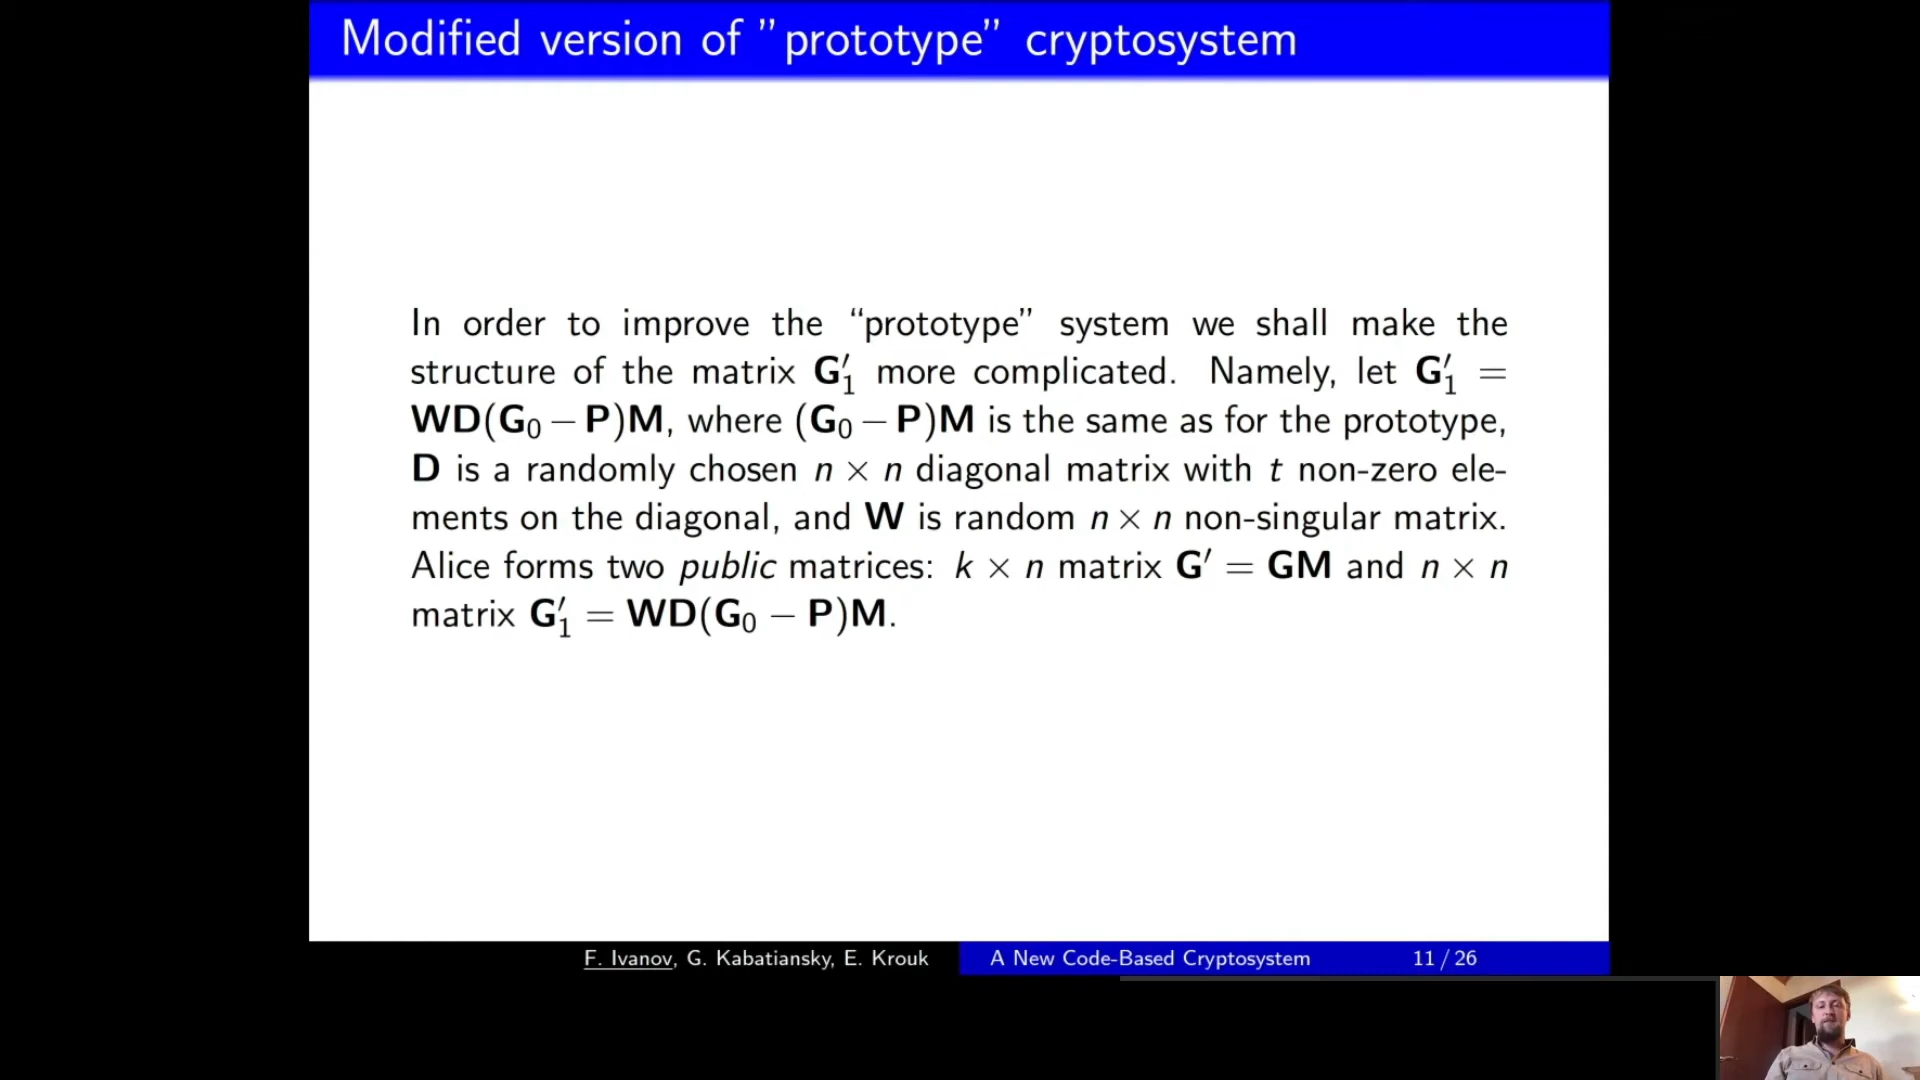 Modified version of ”prototype” cryptosystem
In order to improve the “prototype” system we shall make the
structure of the matrix G′₁ more complicated. Namely, let G′₁ =
WD(G₀ − P)M, where (G₀ − P)M is the same as for the prototype,
D is a randomly chosen n × n diagonal matrix with t non-zero ele-
ments on the diagonal, and W is random n × n non-singular matrix.
Alice forms two public matrices: k × n matrix G′ = GM and n × n
matrix G′₁ = WD(G₀ − P)M.
F. Ivanov, G. Kabatiansky, E. Krouk A New Code-Based Cryptosystem 11 / 26